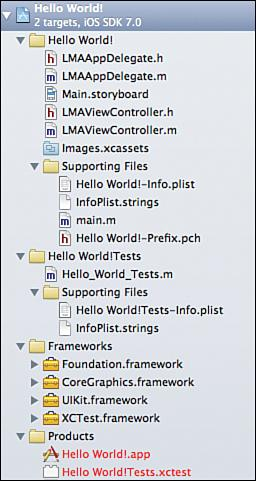 Hello World!
2 targets, iOS SDK 7.0
Hello World!
LMAAppDelegate.h
LMAAppDelegate.m
Main.storyboard
LMAViewController.h
LMAViewController.m
Images.xcassets
Supporting Files
Hello World!-Info.plist
InfoPlist.strings
main.m
Hello World!-Prefix.pch
Hello World!Tests
Hello_World_Tests.m
Supporting Files
Hello World!Tests-Info.plist
InfoPlist.strings
Frameworks
Foundation.framework
CoreGraphics.framework
UIKit.framework
XCTest.framework
Products
Hello World!.app
Hello World!Tests.xctest